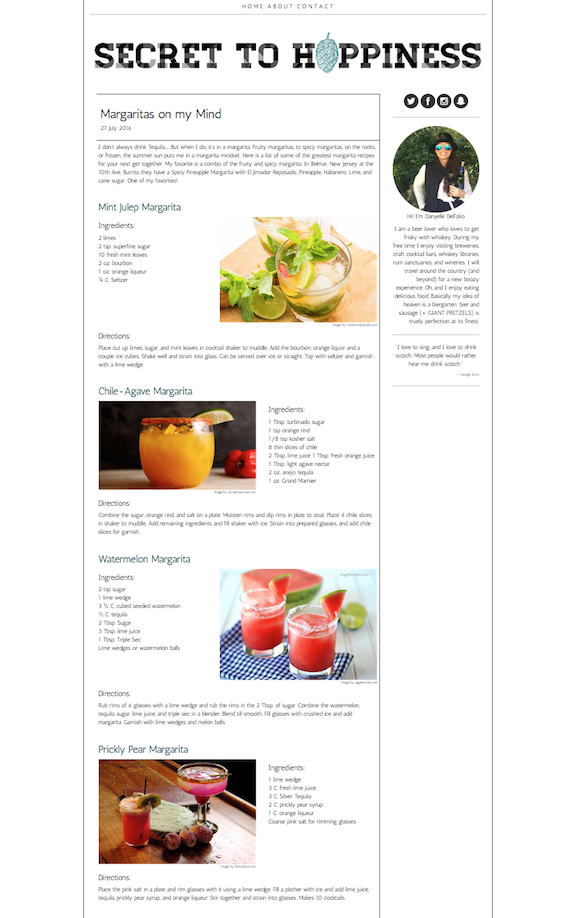 HOME ABOUT CONTACT
SECRET TO HOPPINESS
Margaritas on my Mind
27 July 2016
I don't always drink Tequila.....But when I do, it's in a margarita. Fruity margaritas, to spicy margaritas, on the rocks,
or frozen, the summer sun puts me in a margarita mindset. Here is a list of some of the greatest margarita recipes
for your next get together. My favorite is a combo of the fruity and spicy margarita. In Belmar, New Jersey at the
10th Ave. Burrito they have a Spicy Pineapple Margarita with El Jimador Reposado, Pineapple, Habanero, Lime, and
cane sugar. One of my favorites!
Hi! I'm Danyelle Dell'olio
I am a beer lover who loves to get
frisky with whiskey. During my
free time I enjoy visiting breweries,
craft cocktail bars, whiskey libraries,
rum sanctuaries, and wineries. I will
travel around the country (and
beyond) for a new boozy
experience. Oh, and I enjoy eating
delicious food. Basically my idea of
heaven is a biergarten: bier and
sausage (+ GIANT PRETZELS) is
truely perfection at its finest.
"I love to sing, and I love to drink
scotch. Most people would rather
hear me drink scotch."
- George Burns
Mint Julep Margarita
Ingredients:
2 limes
2 tsp. superfine sugar
10 fresh mint leaves
2 oz. bourbon
1 oz. orange liqueur
¼ C. Seltzer
Directions:
Place cut up limes, sugar, and mint leaves in cocktail shaker to muddle. Add the bourbon, orange liquor and a
couple ice cubes. Shake well and strain into glass. Can be served over ice or straight. Top with seltzer and garnish
with a lime wedge.
Chile-Agave Margarita
Ingredients:
1 Tbsp. turbinado sugar
1 tsp orange rind
1/8 tsp kosher salt
8 thin slices of chile
2 Tbsp. lime juice 1 Tbsp. fresh orange juice
1 Tbsp. light agave nectar
2 oz. anejo tequila
1 oz. Grand Marnier
Directions:
Combine the sugar, orange rind and salt on a plate. Moisten rims and dip rims in plate to coat. Place 4 chile slices
in shaker to muddle. Add remaining ingredients and fill shaker with ice. Strain into prepared glasses, and add chile
slices for garnish.
Watermelon Margarita
Ingredients:
2 tsp sugar
1 lime wedge
3 ½ C. cubed seeded watermelon
½ C. tequila
2 Tbsp. Sugar
3 Tbsp. lime juice
1 Tbsp. Triple Sec
Lime wedges or watermelon balls
Directions:
Rub rims of 6 glasses with a lime wedge and rub the rims in the 2 Tbsp. of sugar. Combine the watermelon,
tequila, sugar, lime juice, and triple sec in a blender. Blend till smooth. Fill glasses with crushed ice and add
margarita. Garnish with lime wedges and melon balls.
Prickly Pear Margarita
Ingredients:
1 lime wedge
3 C. fresh lime juice
3 C. Silver Tequila
2 C. prickly pear syrup
1 C. orange liqueur
Coarse pink salt for rimming glasses
Directions:
Place the pink salt in a plate and rim glasses with it using a lime wedge. Fill a pitcher with ice and add lime juice,
tequila, prickly pear syrup, and orange liqueur. Stir together and strain into glasses. Makes 10 cocktails.